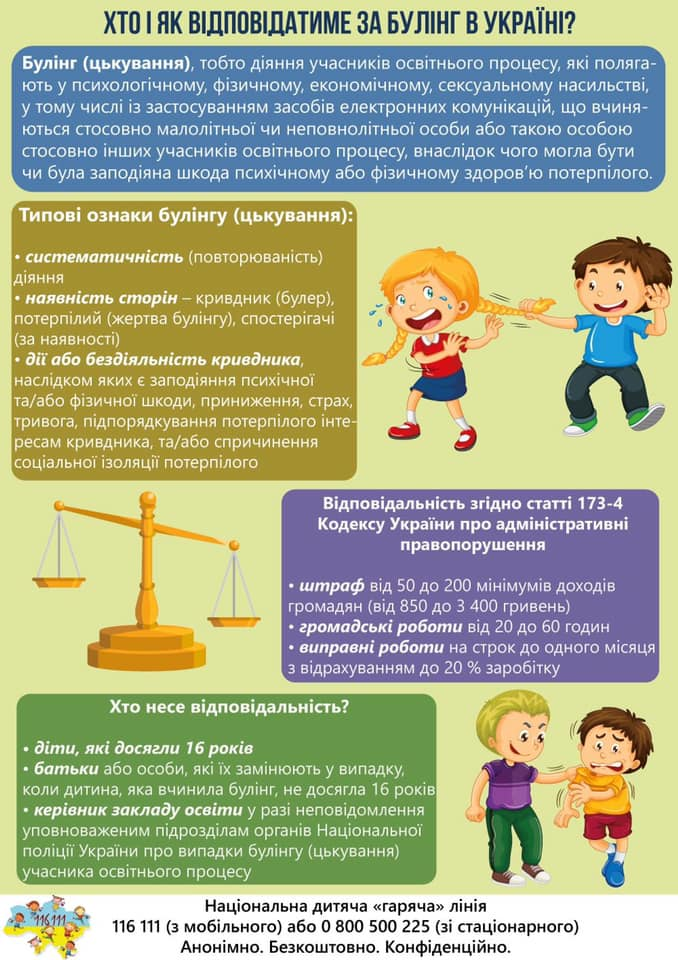 ХТО І ЯК ВІДПОВІДАТИМЕ ЗА БУЛІНГ В УКРАЇНІ?
Булінг (цькування), тобто діяння учасників освітнього процесу, які поляга-
ють у психологічному, фізичному, економічному, сексуальному насильстві,
у тому числі із застосуванням засобів електронних комунікацій, що вчиня-
ються стосовно малолітньої чи неповнолітньої особи або такою особою
стосовно інших учасників освітнього процесу, внаслідок чого могла бути
чи була заподіяна шкода психічному або фізичному здоров’ю потерпілого.
Типові ознаки булінгу (цькування):
• систематичність (повторюваність)
діяння
• наявність сторін – кривдник (булер),
потерпілий (жертва булінгу), спостерігачі
(за наявності)
• дії або бездіяльність кривдника,
наслідком яких є заподіяння психічної
та/або фізичної шкоди, приниження, страх,
тривога, підпорядкування потерпілого інте-
ресам кривдника, та/або спричинення
соціальної ізоляції потерпілого
Відповідальність згідно статті 173-4
Кодексу України про адміністративні
правопорушення
• штраф від 50 до 200 мінімумів доходів
громадян (від 850 до 3 400 гривень)
• громадські роботи від 20 до 60 годин
• виправні роботи на строк до одного місяця
з відрахуванням до 20 % заробітку
Хто несе відповідальність?
• діти, які досягли 16 років
• батьки або особи, які їх замінюють у випадку,
коли дитина, яка вчинила булінг, не досягла 16 років
• керівник закладу освіти у разі неповідомлення
уповноваженим підрозділам органів Національної
поліції України про випадки булінгу (цькування)
учасника освітнього процесу
116 111
Національна дитяча «гаряча» лінія
116 111 (з мобільного) або 0 800 500 225 (зі стаціонарного)
Анонімно. Безкоштовно. Конфіденційно.